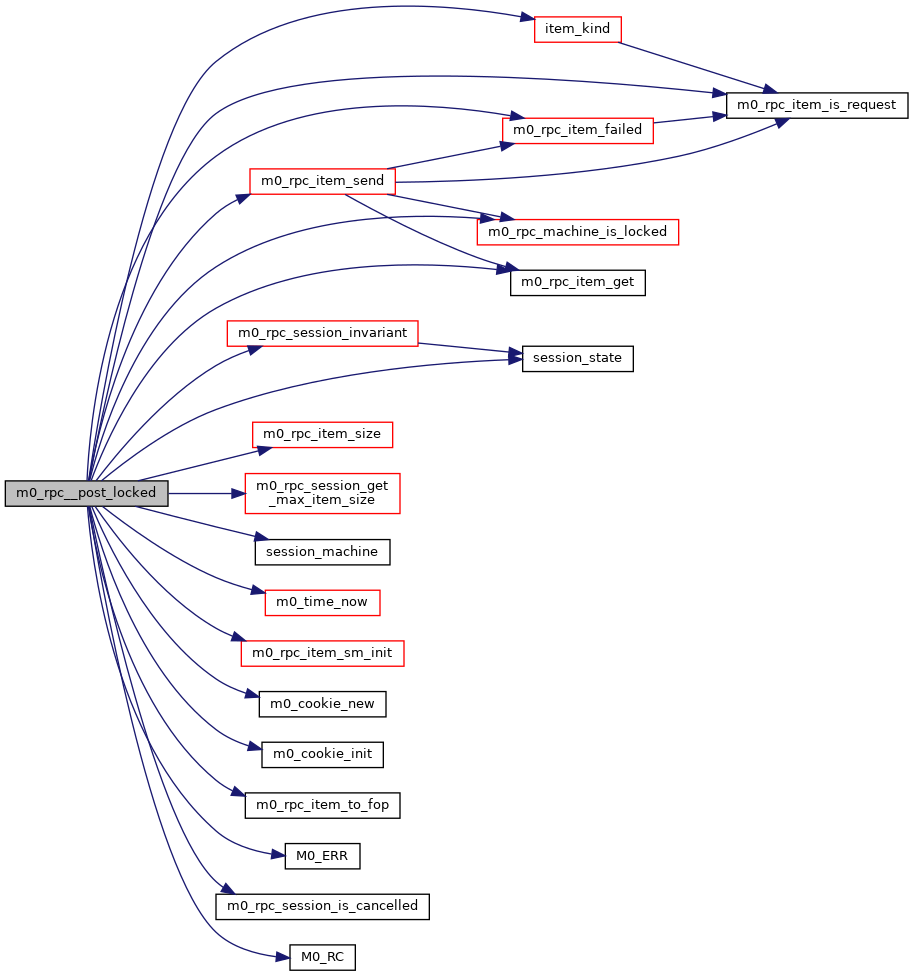 item_kind
m0_rpc_item_is_request
m0_rpc_item_failed
m0_rpc_item_send
m0_rpc_machine_is_locked
m0_rpc_item_get
m0_rpc_session_invariant
session_state
m0_rpc_item_size
m0_rpc__post_locked
m0_rpc_session_get
_max_item_size
session_machine
m0_time_now
m0_rpc_item_sm_init
m0_cookie_new
m0_cookie_init
m0_rpc_item_to_fop
M0_ERR
m0_rpc_session_is_cancelled
M0_RC